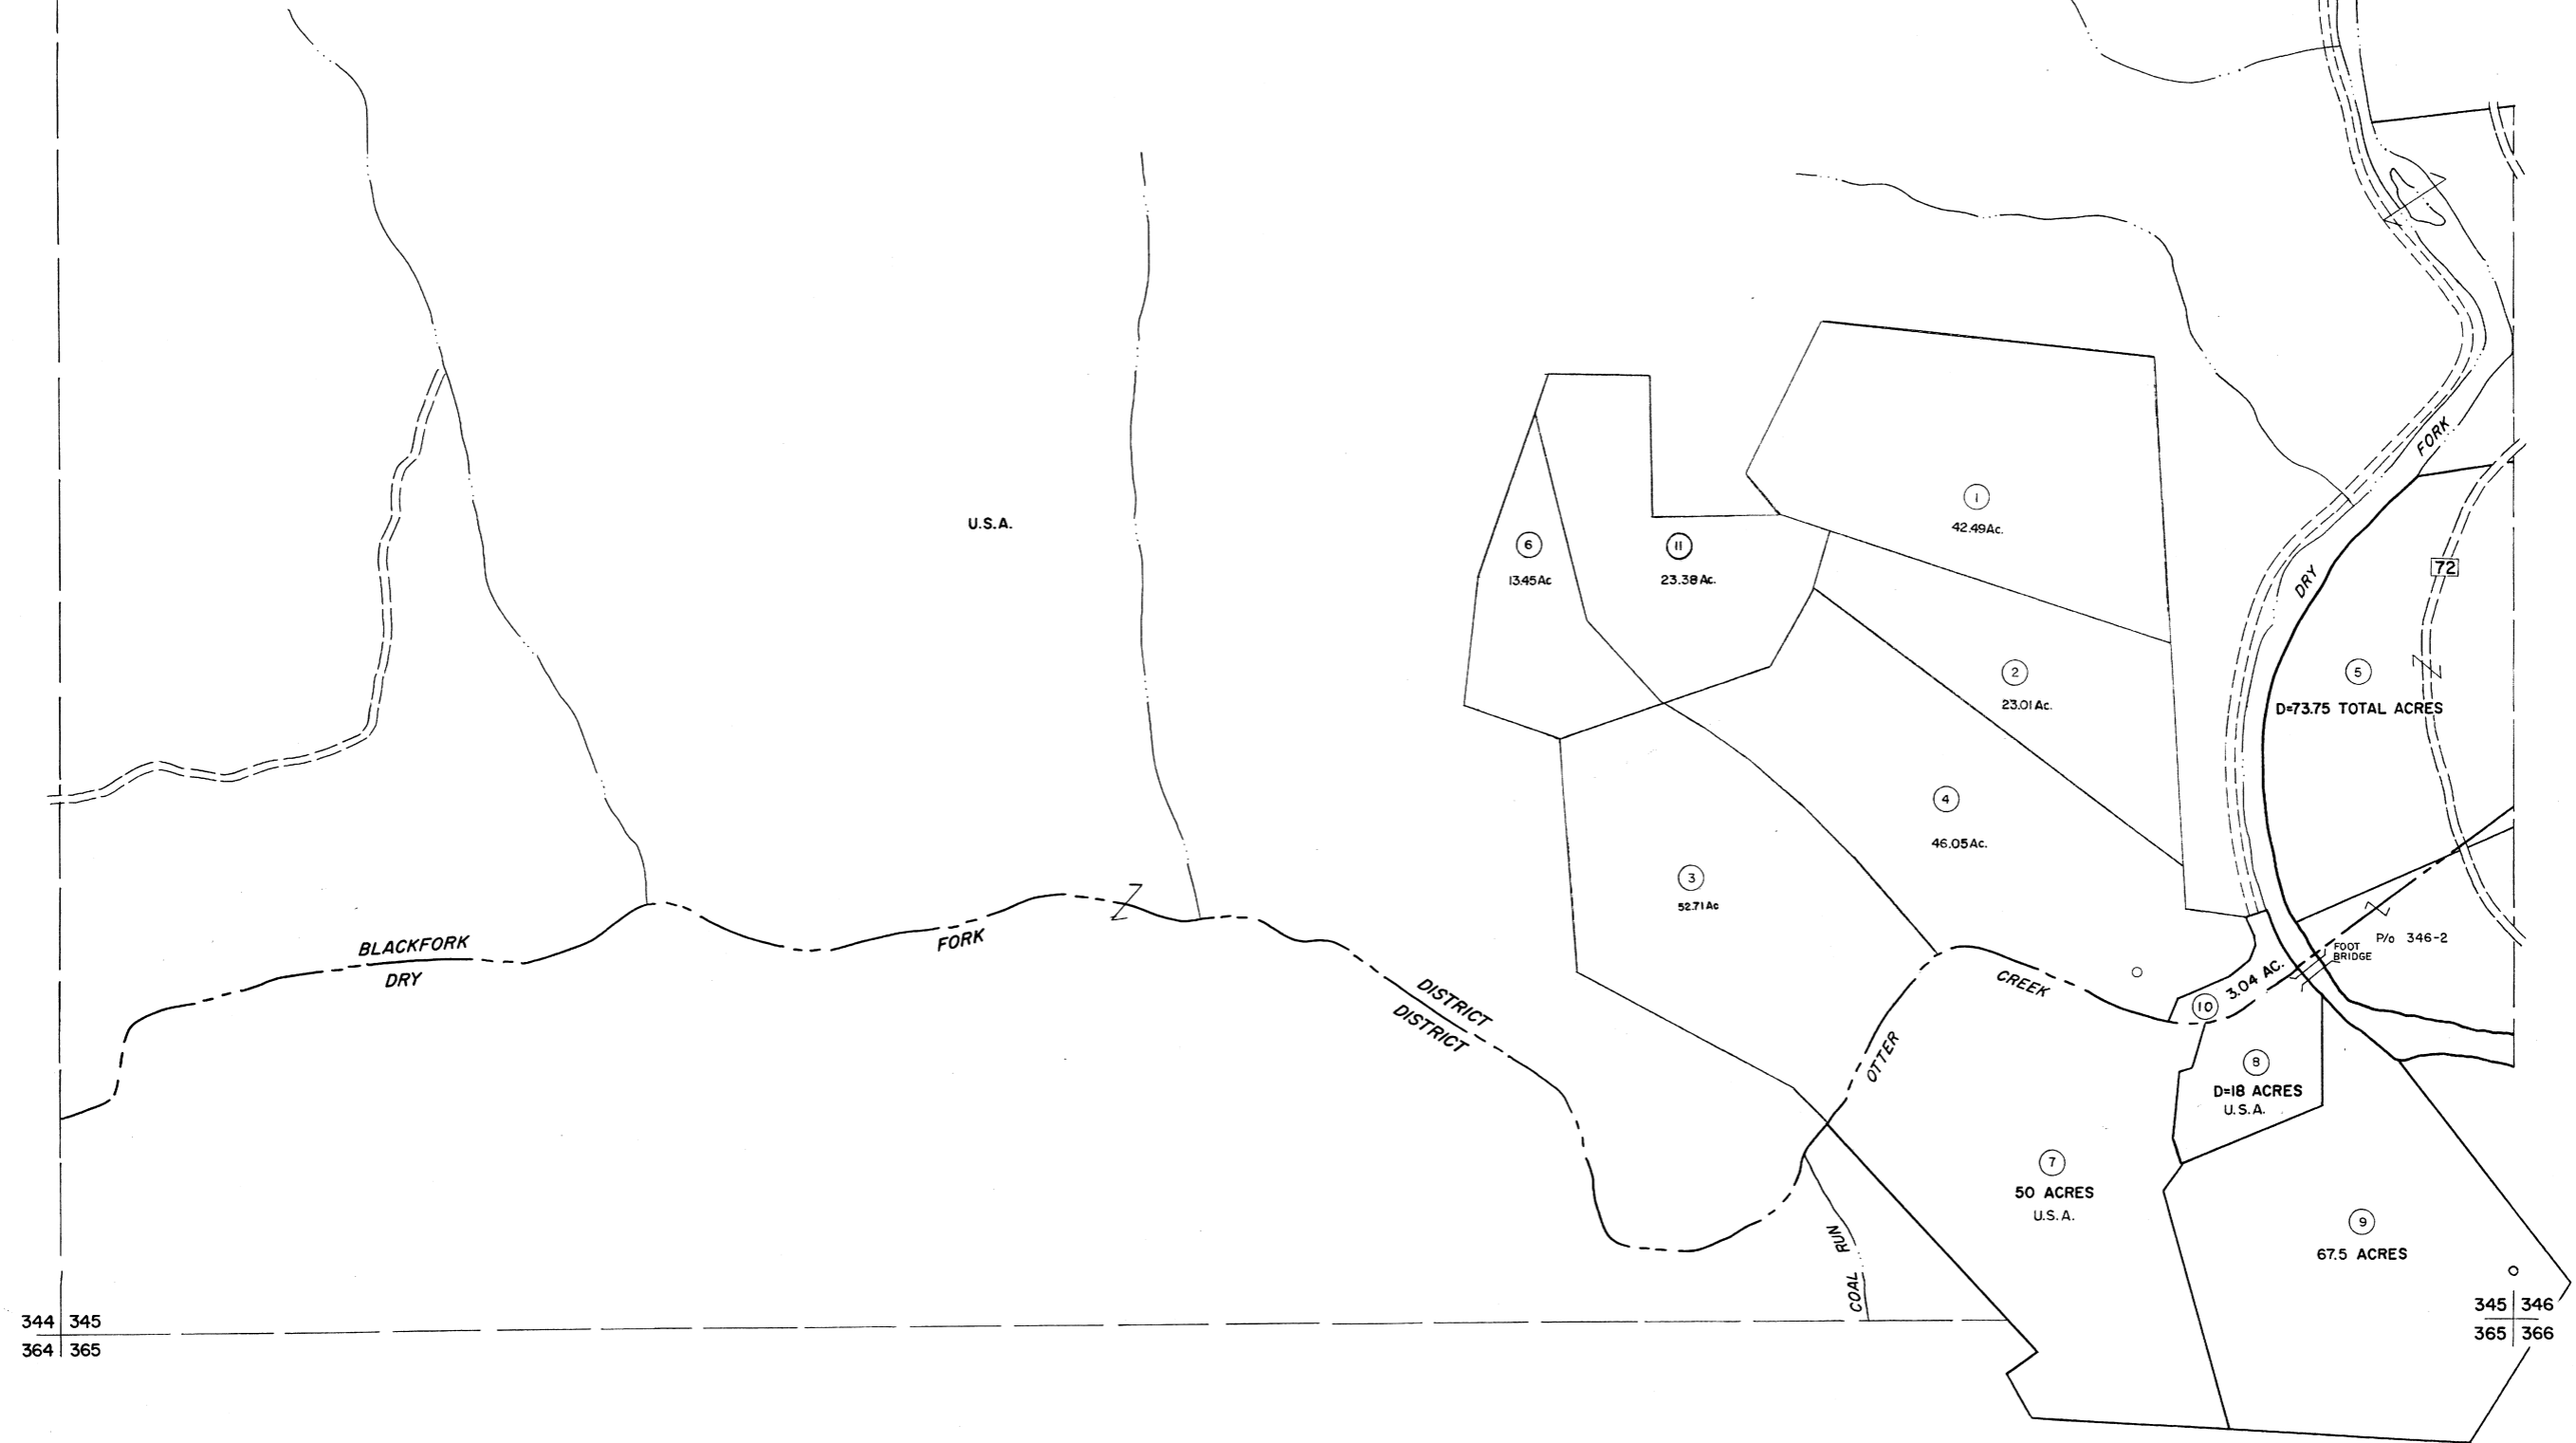 U.S.A.
FORK
1
42.49Ac.
6
13.45Ac
11
23.38 Ac.
72
DRY
2
23.01Ac.
5
D=73.75 TOTAL ACRES
4
46.05Ac.
3
52.71Ac
BLACKFORK
DRY
FORK
DISTRICT
DISTRICT
CREEK
OTTER
FOOT
BRIDGE
P/o 346-2
10
3.04 AC.
8
D=18 ACRES
U.S.A.
7
50 ACRES
U.S.A.
9
67.5 ACRES
COAL RUN
344 345
364 365
345 346
365 366